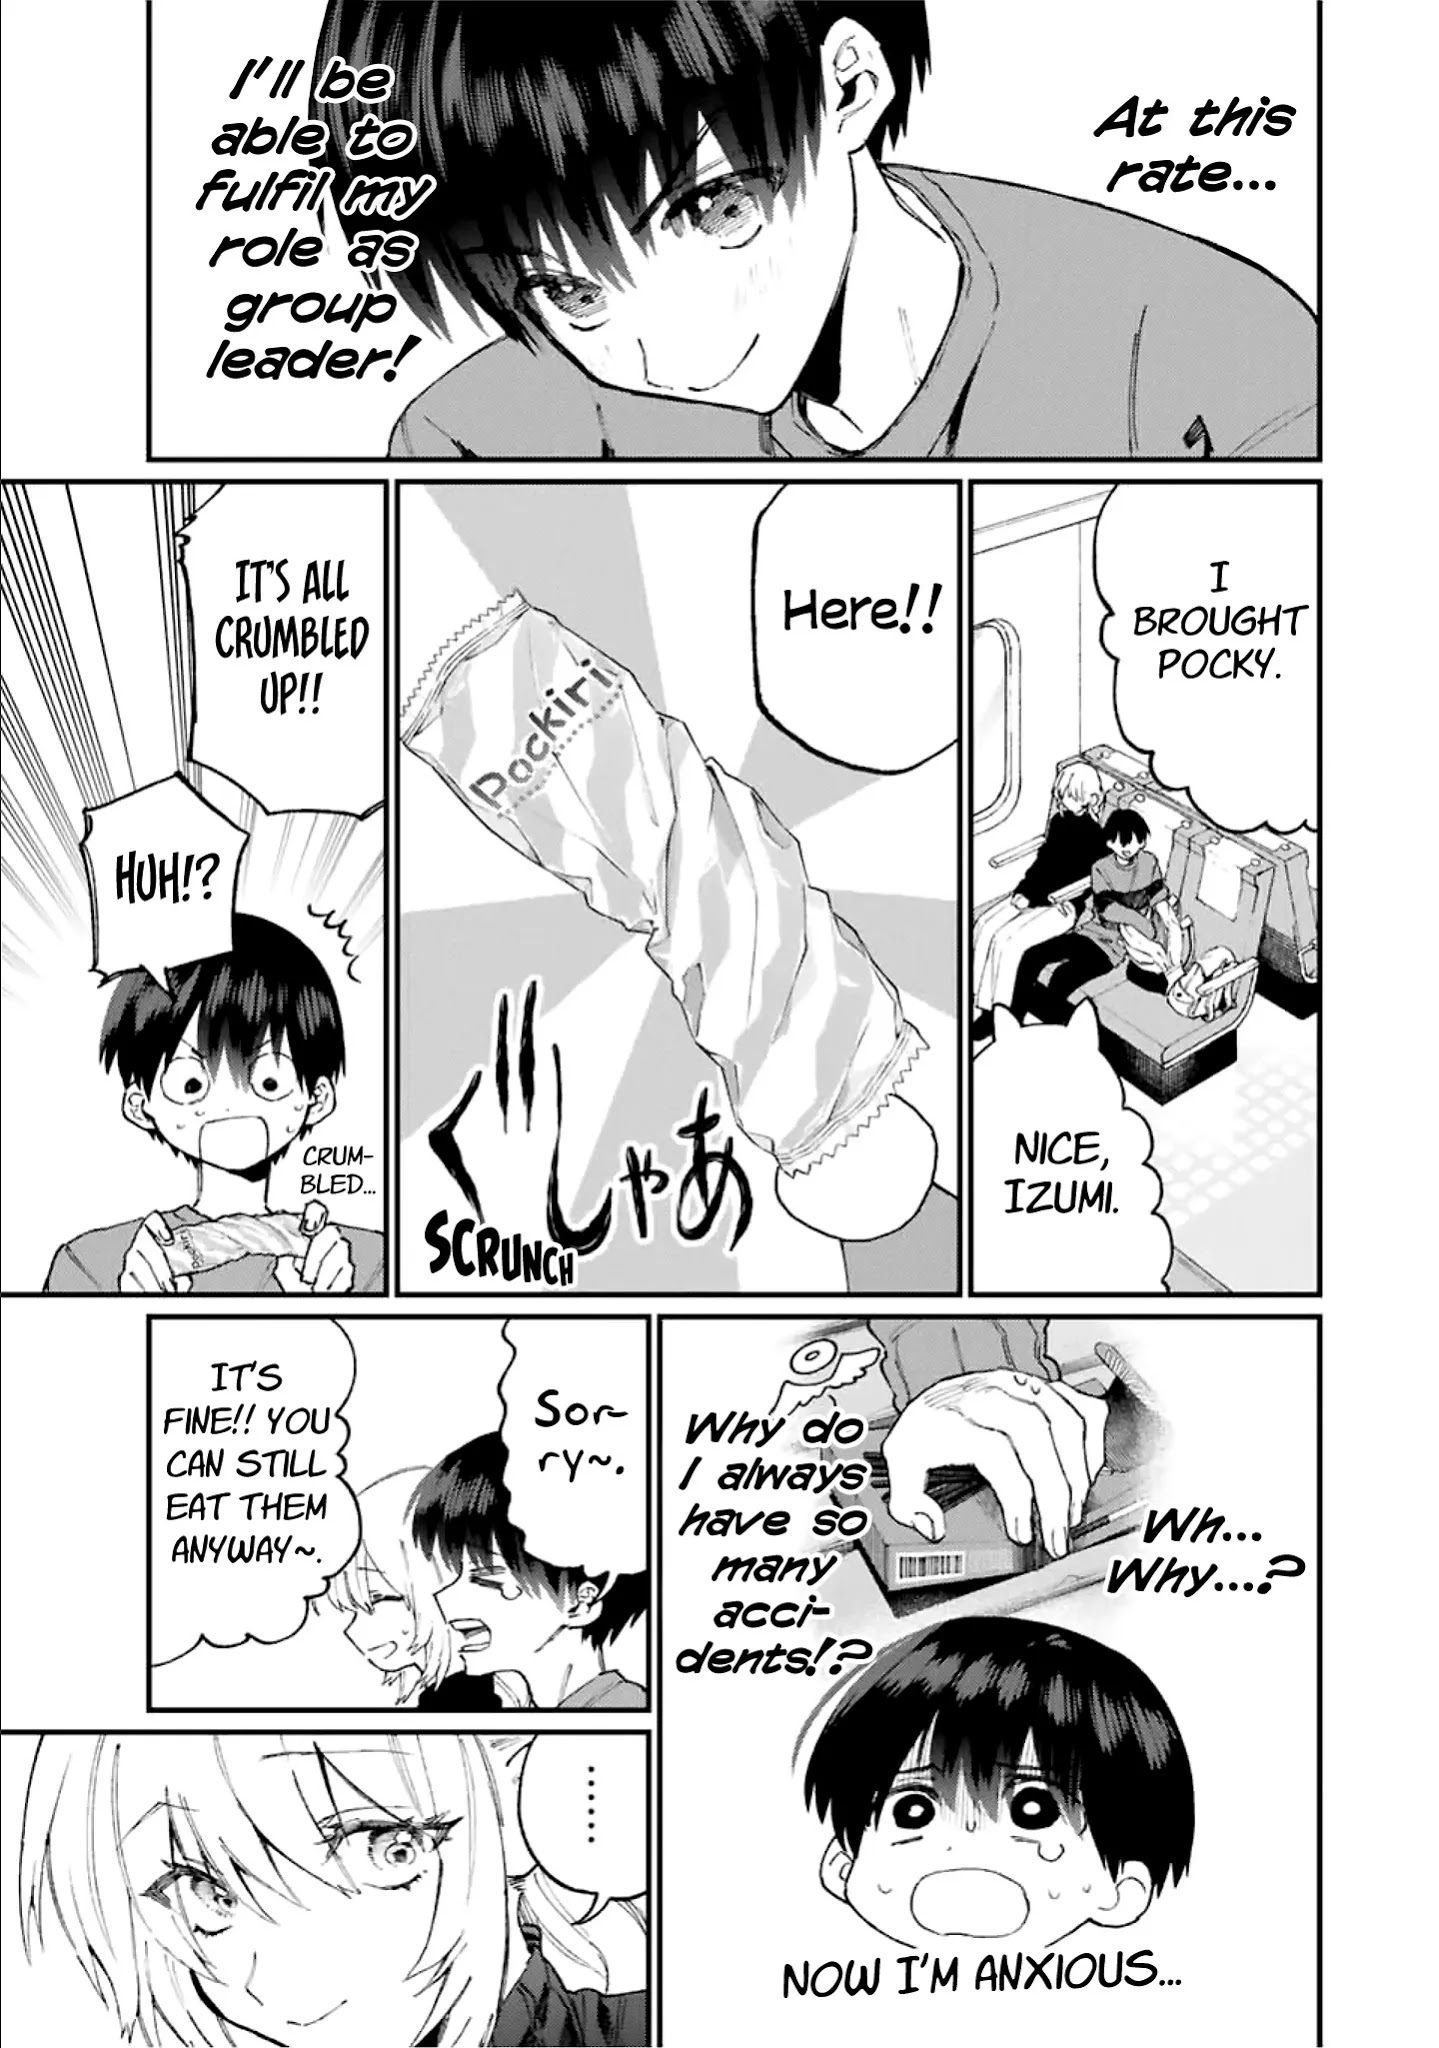 At this
rate...
I'll be
able to
fulfil my
role as
group
leader!
I
BROUGHT
POCKY.
NICE,
IZUMI.
Here!!
Pockiri
ぐしゃあ
SCRUNCH
IT'S ALL
CRUMBLED
UP!!
HUH!?
CRUM-
BLED...
Wh...
Why...?
Why do
I always
have so
many
acci-
dents!?
NOW I'M ANXIOUS...
Sor-
ry~.
IT'S
FINE!! YOU
CAN STILL
EAT THEM
ANYWAY~.
......